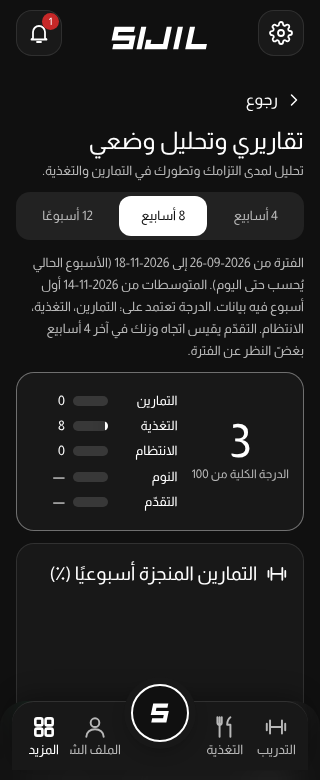 1
SIJIL
رجوع
تقاريري وتحليل وضعي
تحليل لمدى التزامك وتطورك في التمارين والتغذية.
4 أسابيع
8 أسابيع
12 أسبوعًا
الفترة من 2026-09-26 إلى 2026-11-18 (الأسبوع الحالي
يُحسب حتى اليوم). المتوسطات من 2026-11-14 أول
أسبوع فيه بيانات. الدرجة تعتمد على: التمارين، التغذية،
الانتظام. التقدّم يقيس اتجاه وزنك في آخر 4 أسابيع
بغضّ النظر عن الفترة.
3
الدرجة الكلية من 100
التمارين 0
التغذية 8
الانتظام 0
النوم —
التقدّم —
التمارين المنجزة أسبوعيًا (٪)
التدريب
التغذية
S
الملف الش
المزيد